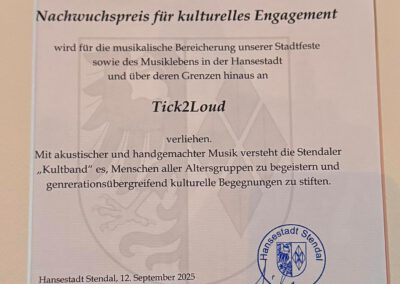 Nachwuchspreis für kulturelles Engagement
wird für die musikalische Bereicherung unserer Stadtfeste
sowie des Musiklebens in der Hansestadt
und über deren Grenzen hinaus an
Tick2Loud
verliehen.
Mit akustischer und handgemachter Musik versteht die Stendaler
„Kultband“ es, Menschen aller Altersgruppen zu begeistern und
genrerationsübergreifend kulturelle Begegnungen zu stiften.
Hansestadt Stendal
Hansestadt Stendal, 12. September 2025